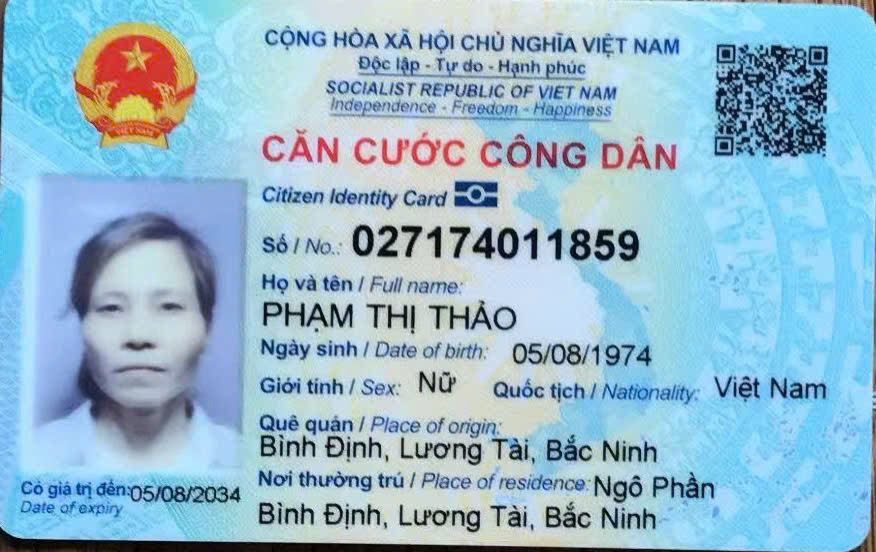 CỘNG HÒA XÃ HỘI CHỦ NGHĨA VIỆT NAM
Độc lập - Tự do - Hạnh phúc
SOCIALIST REPUBLIC OF VIET NAM
Independence - Freedom - Happiness
CĂN CƯỚC CÔNG DÂN
Citizen Identity Card
Số / No.: 027174011859
Họ và tên / Full name:
PHẠM THỊ THẢO
Ngày sinh / Date of birth: 05/08/1974
Giới tính / Sex: Nữ Quốc tịch / Nationality: Việt Nam
Quê quán / Place of origin:
Bình Định, Lương Tài, Bắc Ninh
Nơi thường trú / Place of residence: Ngô Phần
Bình Định, Lương Tài, Bắc Ninh
Có giá trị đến: 05/08/2034
Date of expiry
VIỆT NAM